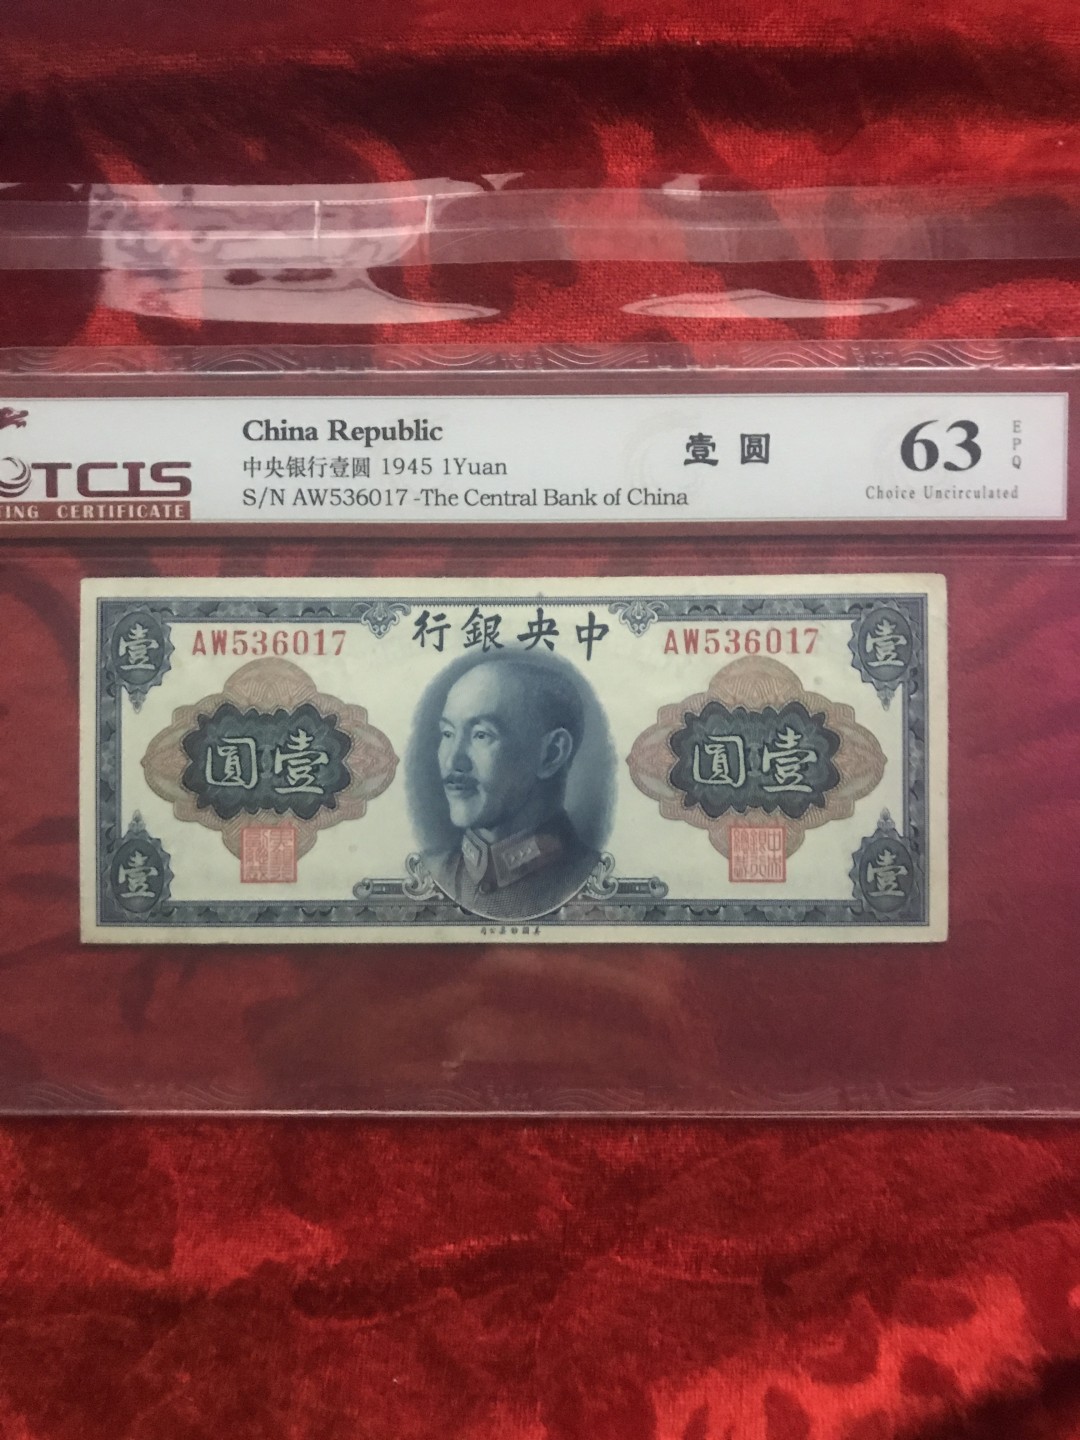 China Republic
中央银行壹圆 1945 1Yuan
S/N AW536017 -The Central Bank of China
壹圆
63
EPQ
Choice Uncirculated
TCIS
TING CERTIFICATE
中央銀行
AW536017
AW536017
壹
壹
壹圓
壹圓
壹
壹